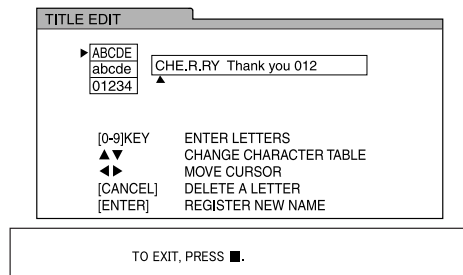 TITLE EDIT
▶ABCDE
abcde
01234
CHE.R.RY Thank you 012
▲
[0-9]KEY ENTER LETTERS
▲▼ CHANGE CHARACTER TABLE
◀▶ MOVE CURSOR
[CANCEL] DELETE A LETTER
[ENTER] REGISTER NEW NAME
TO EXIT, PRESS ■.